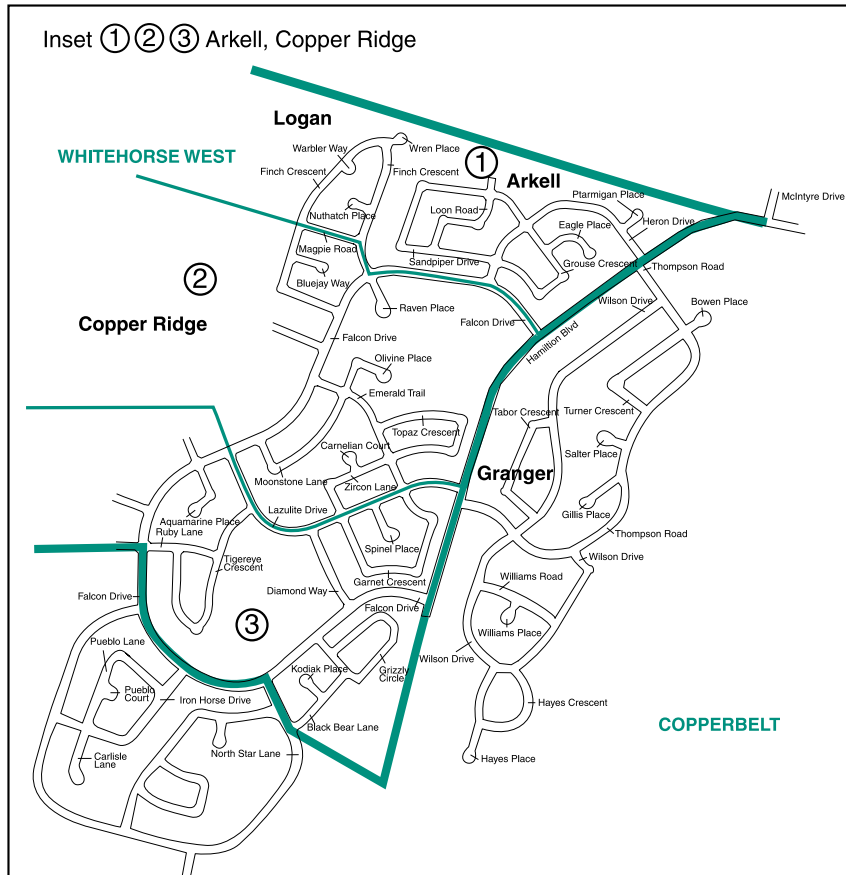 Inset ① ② ③ Arkell, Copper Ridge
Logan
WHITEHORSE WEST
Warbler Way
Wren Place
Finch Crescent
Finch Crescent
①
Arkell
Ptarmigan Place
McIntyre Drive
Nuthatch Place
Loon Road
Eagle Place
Heron Drive
Magpie Road
Sandpiper Drive
Grouse Crescent
Thompson Road
②
Bluejay Way
Wilson Drive
Bowen Place
Copper Ridge
Raven Place
Falcon Drive
Falcon Drive
Hamiltion Blvd
Olivine Place
Emerald Trail
Tabor Crescent
Turner Crescent
Topaz Crescent
Carnelian Court
Salter Place
Granger
Moonstone Lane
Zircon Lane
Lazulite Drive
Gillis Place
Aquamarine Place
Ruby Lane
Thompson Road
Spinel Place
Wilson Drive
Tigereye
Crescent
Garnet Crescent
Williams Road
Diamond Way
Falcon Drive
Falcon Drive
③
Williams Place
Pueblo Lane
Wilson Drive
Kodiak Place
Grizzly
Circle
Pueblo
Court
Iron Horse Drive
Hayes Crescent
Black Bear Lane
COPPERBELT
Carlisle
Lane
North Star Lane
Hayes Place